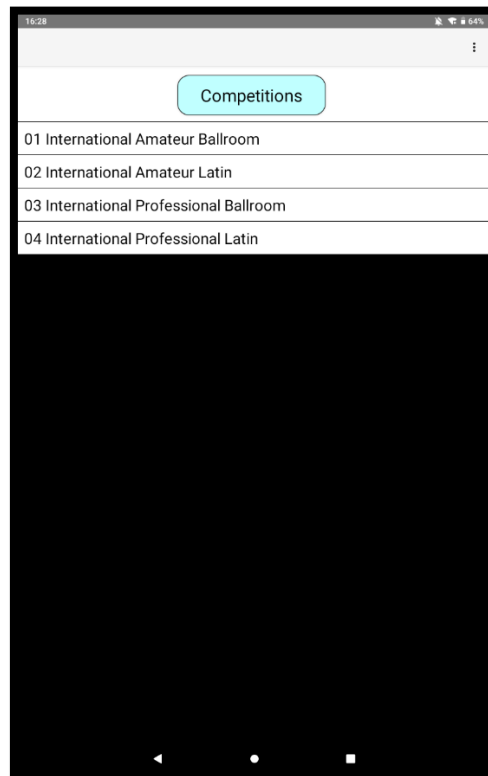 16:28
64%
Competitions
01 International Amateur Ballroom
02 International Amateur Latin
03 International Professional Ballroom
04 International Professional Latin